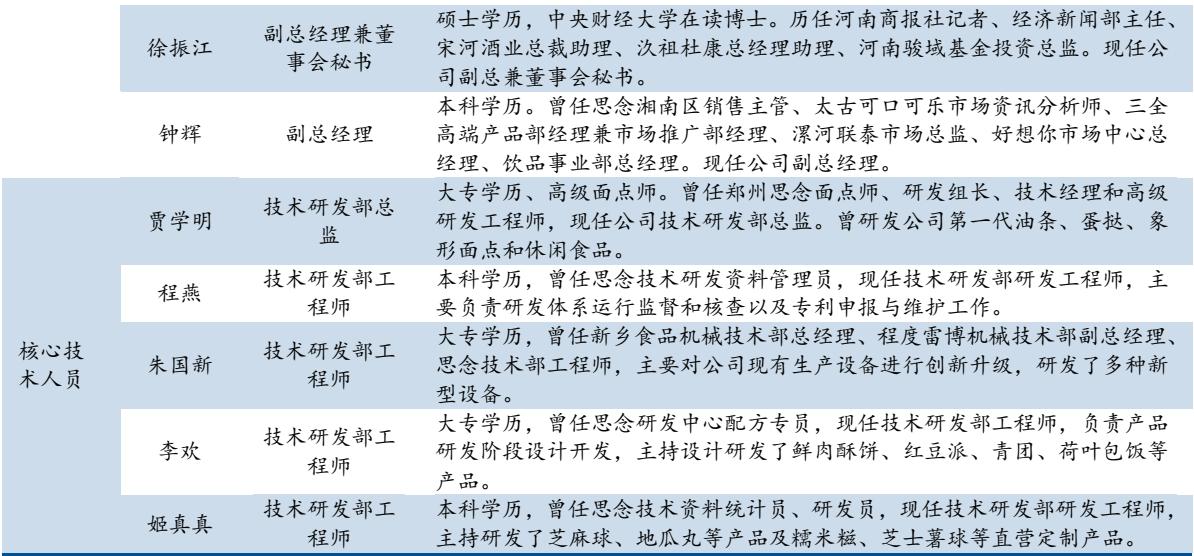 徐振江
副总经理兼董
事会秘书
硕士学历，中央财经大学在读博士。历任河南商报社记者、经济新闻部主任、
宋河酒业总裁助理、汝祖杜康总经理助理、河南骏域基金投资总监。现任公
司副总兼董事会秘书。
钟辉
副总经理
本科学历。曾任思念湘南区销售主管、太古可口可乐市场资讯分析师、三全
高端产品部经理兼市场推广部经理、漯河联泰市场总监、好想你市场中心总
经理、饮品事业部总经理。现任公司副总经理。
核心技
术人员
贾学明
技术研发部总
监
大专学历、高级面点师。曾任郑州思念面点师、研发组长、技术经理和高级
研发工程师，现任公司技术研发部总监。曾研发公司第一代油条、蛋挞、象
形面点和休闲食品。
程燕
技术研发部工
程师
本科学历，曾任思念技术研发资料管理员，现任技术研发部研发工程师，主
要负责研发体系运行监督和核查以及专利申报与维护工作。
朱国新
技术研发部工
程师
大专学历，曾任新乡食品机械技术部总经理、程度雷博机械技术部副总经理、
思念技术部工程师，主要对公司现有生产设备进行创新升级，研发了多种新
型设备。
李欢
技术研发部工
程师
大专学历，曾任思念研发中心配方专员，现任技术研发部工程师，负责产品
研发阶段设计开发，主持设计研发了鲜肉酥饼、红豆派、青团、荷叶包饭等
产品。
姬真真
技术研发部工
程师
本科学历，曾任思念技术资料统计员、研发员，现任技术研发部研发工程师，
主持研发了芝麻球、地瓜丸等产品及糯米糍、芝士薯球等直营定制产品。